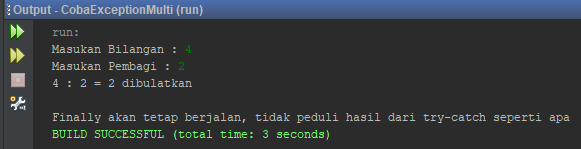 Output - CobaExceptionMulti (run)
run:
Masukan Bilangan : 4
Masukan Pembagi : 2
4 : 2 = 2 dibulatkan
Finally akan tetap berjalan, tidak peduli hasil dari try-catch seperti apa
BUILD SUCCESSFUL (total time: 3 seconds)